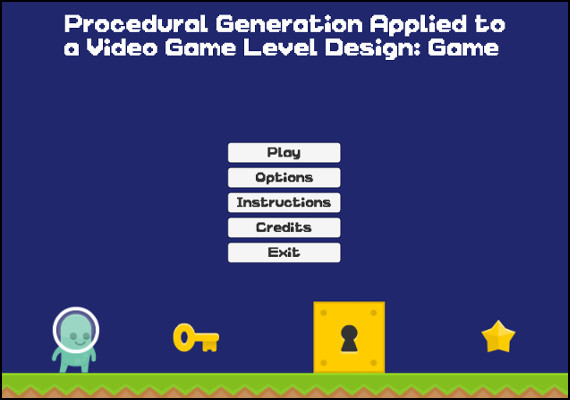 Procedural Generation Applied to
a Video Game Level Design: Game
Play
Options
Instructions
Credits
Exit